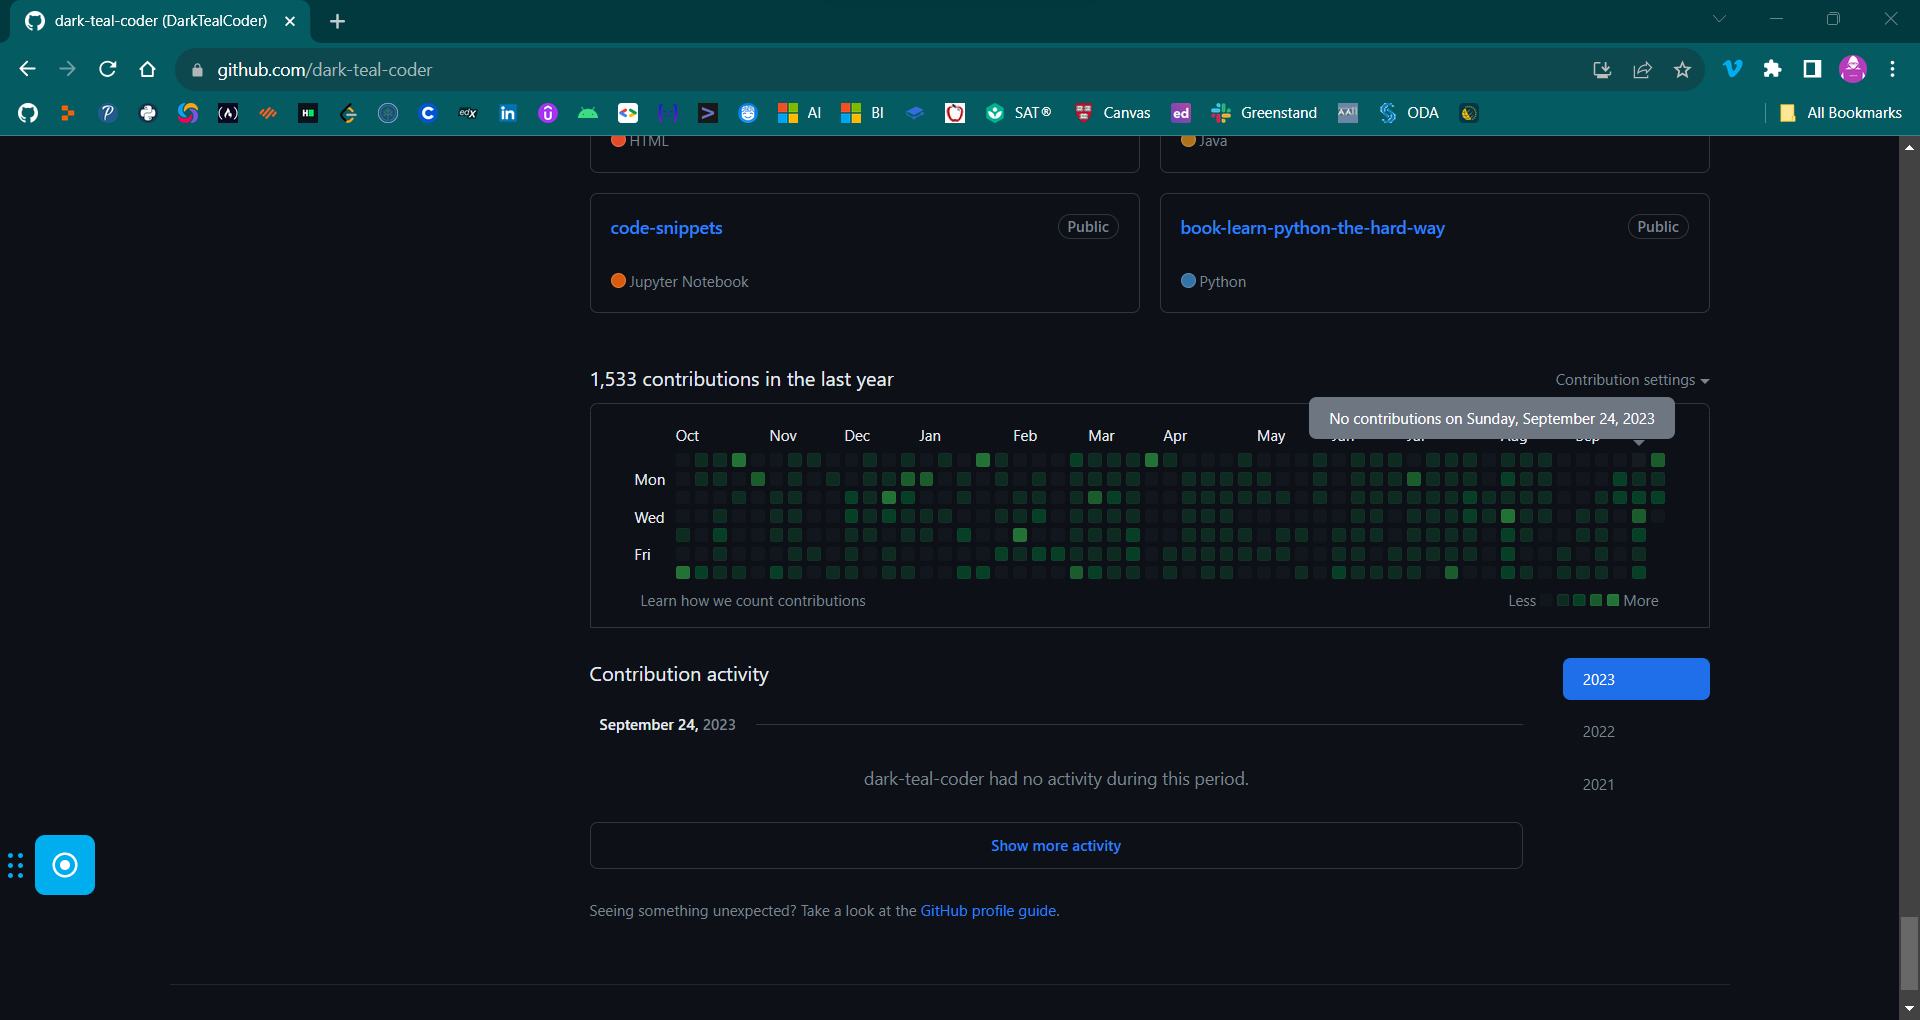 dark-teal-coder (DarkTealCoder)
github.com/dark-teal-coder
AI
BI
SAT®
Canvas
ed
Greenstand
ODA
All Bookmarks
HTML
Java
code-snippets
Public
Jupyter Notebook
book-learn-python-the-hard-way
Public
Python
1,533 contributions in the last year
Contribution settings
No contributions on Sunday, September 24, 2023
Oct Nov Dec Jan Feb Mar Apr May
Mon
Wed
Fri
Learn how we count contributions
Less More
Contribution activity
2023
September 24, 2023
2022
dark-teal-coder had no activity during this period.
2021
Show more activity
Seeing something unexpected? Take a look at the GitHub profile guide.